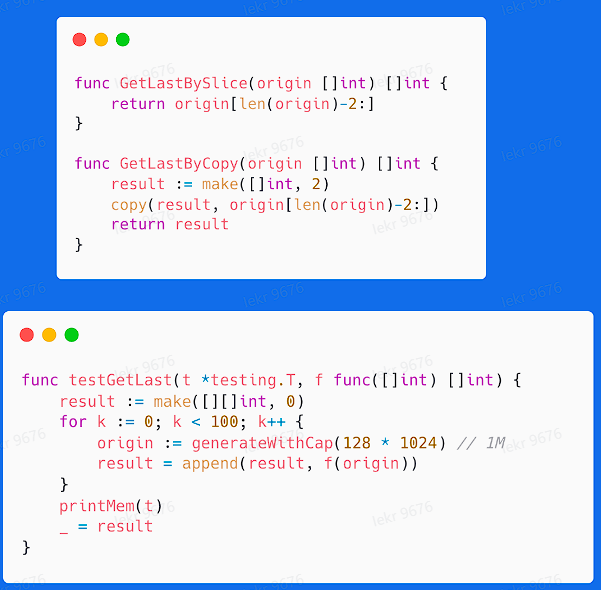 func GetLastBySlice(origin []int) []int {
    return origin[len(origin)-2:]
}

func GetLastByCopy(origin []int) []int {
    result := make([]int, 2)
    copy(result, origin[len(origin)-2:])
    return result
}
func testGetLast(t *testing.T, f func([]int) []int) {
    result := make([][]int, 0)
    for k := 0; k < 100; k++ {
        origin := generateWithCap(128 * 1024) // 1M
        result = append(result, f(origin))
    }
    printMem(t)
    _ = result
}
lekr 9676